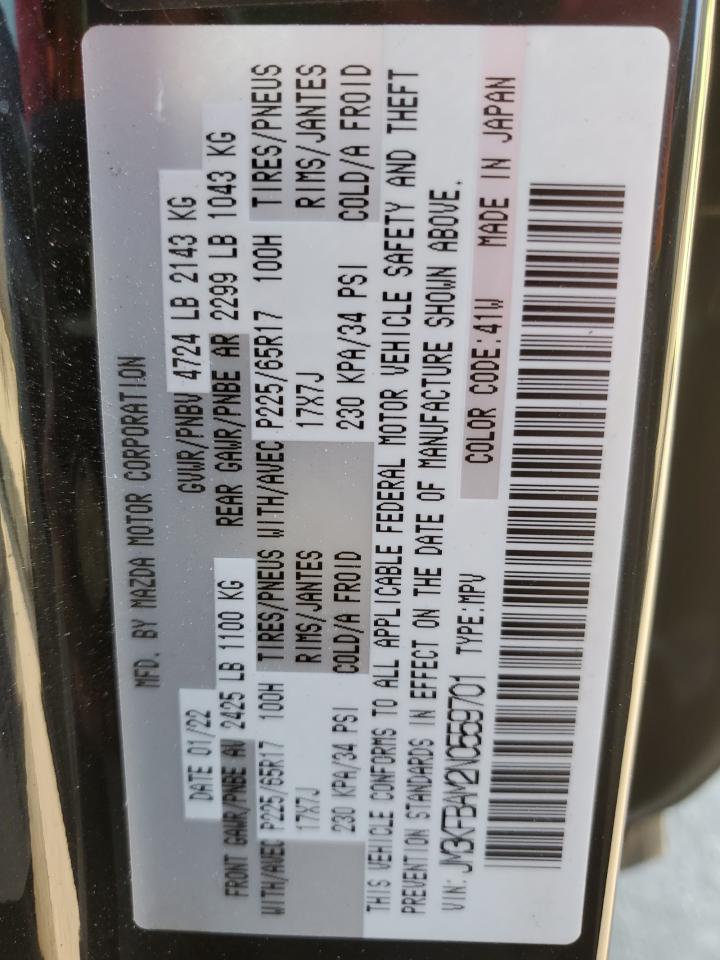 MFD. BY MAZDA MOTOR CORPORATION
DATE 01/22 GVWR/PNBV 4724 LB 2143 KG
FRONT GAWR/PNBE AV 2425 LB 1100 KG REAR GAWR/PNBE AR 2299 LB 1043 KG
WITH/AVEC P225/65R17 100H TIRES/PNEUS WITH/AVEC P225/65R17 100H TIRES/PNEUS
17X7J RIMS/JANTES 17X7J RIMS/JANTES
230 KPA/34 PSI COLD/A FROID 230 KPA/34 PSI COLD/A FROID
THIS VEHICLE CONFORMS TO ALL APPLICABLE FEDERAL MOTOR VEHICLE SAFETY AND THEFT
PREVENTION STANDARDS IN EFFECT ON THE DATE OF MANUFACTURE SHOWN ABOVE.
VIN: JM3KFBAM2N0559701 TYPE:MPV COLOR CODE:41W MADE IN JAPAN